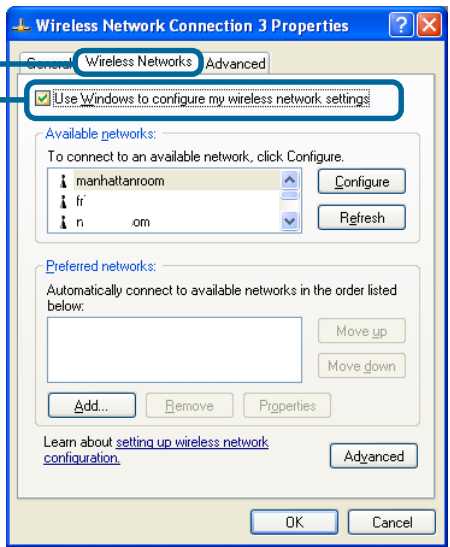 Wireless Network Connection 3 Properties
General
Wireless Networks
Advanced
Use Windows to configure my wireless network settings
Available networks:
To connect to an available network, click Configure.
manhattanroom
Configure
Refresh
Preferred networks:
Automatically connect to available networks in the order listed
below:
Move up
Move down
Add...
Remove
Properties
Learn about setting up wireless network
configuration.
Advanced
OK
Cancel